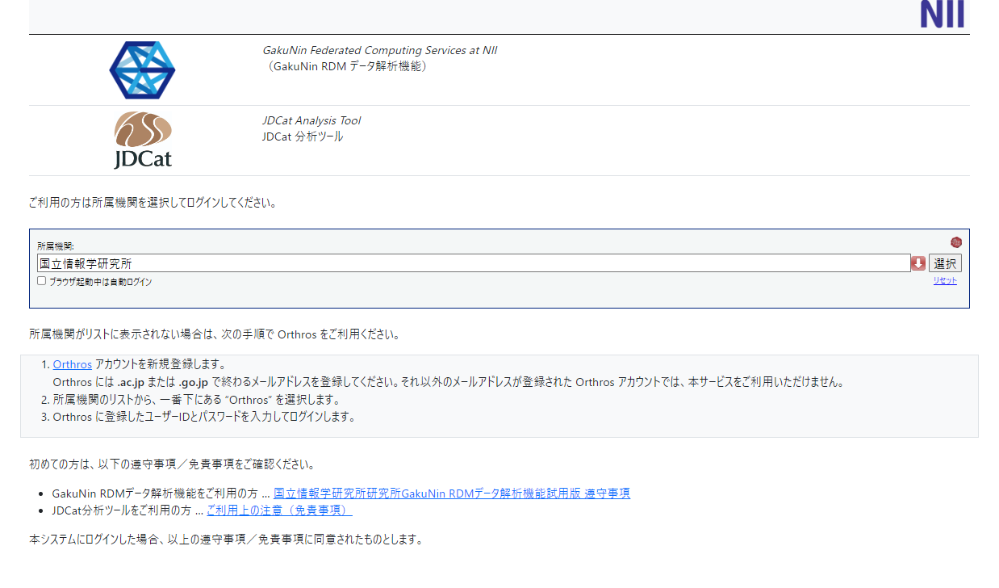 NII
GakuNin Federated Computing Services at NII
（GakuNin RDM データ解析機能）
JDCat
JDCat Analysis Tool
JDCat 分析ツール
ご利用の方は所属機関を選択してログインしてください。
所属機関:
国立情報学研究所
選択
ブラウザ起動中は自動ログイン
リセット
所属機関がリストに表示されない場合は、次の手順で Orthros をご利用ください。
1. Orthros アカウントを新規登録します。
Orthros には .ac.jp または .go.jp で終わるメールアドレスを登録してください。それ以外のメールアドレスが登録された Orthros アカウントでは、本サービスをご利用いただけません。
2. 所属機関のリストから、一番下にある “Orthros” を選択します。
3. Orthros に登録したユーザーIDとパスワードを入力してログインします。
初めての方は、以下の遵守事項／免責事項をご確認ください。
• GakuNin RDMデータ解析機能をご利用の方 ... 国立情報学研究所研究所GakuNin RDMデータ解析機能試用版 遵守事項
• JDCat分析ツールをご利用の方 ... ご利用上の注意（免責事項）
本システムにログインした場合、以上の遵守事項／免責事項に同意されたものとします。